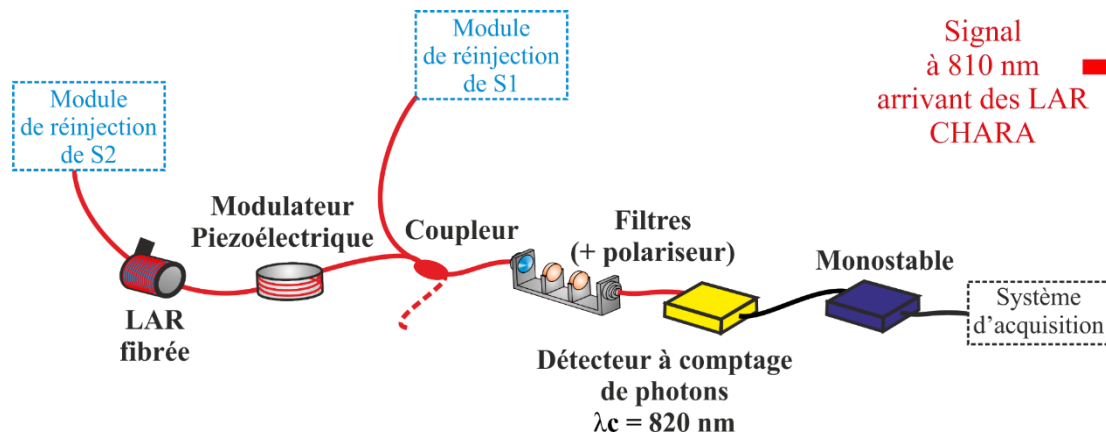 Module
de réinjection
de S1
Signal
à 810 nm
arrivant des LAR
CHARA
Module
de réinjection
de S2
Modulateur
Piezoélectrique
Coupleur
Filtres
(+ polariseur)
Monostable
LAR
fibrée
Système
d'acquisition
Détecteur à comptage
de photons
λc = 820 nm